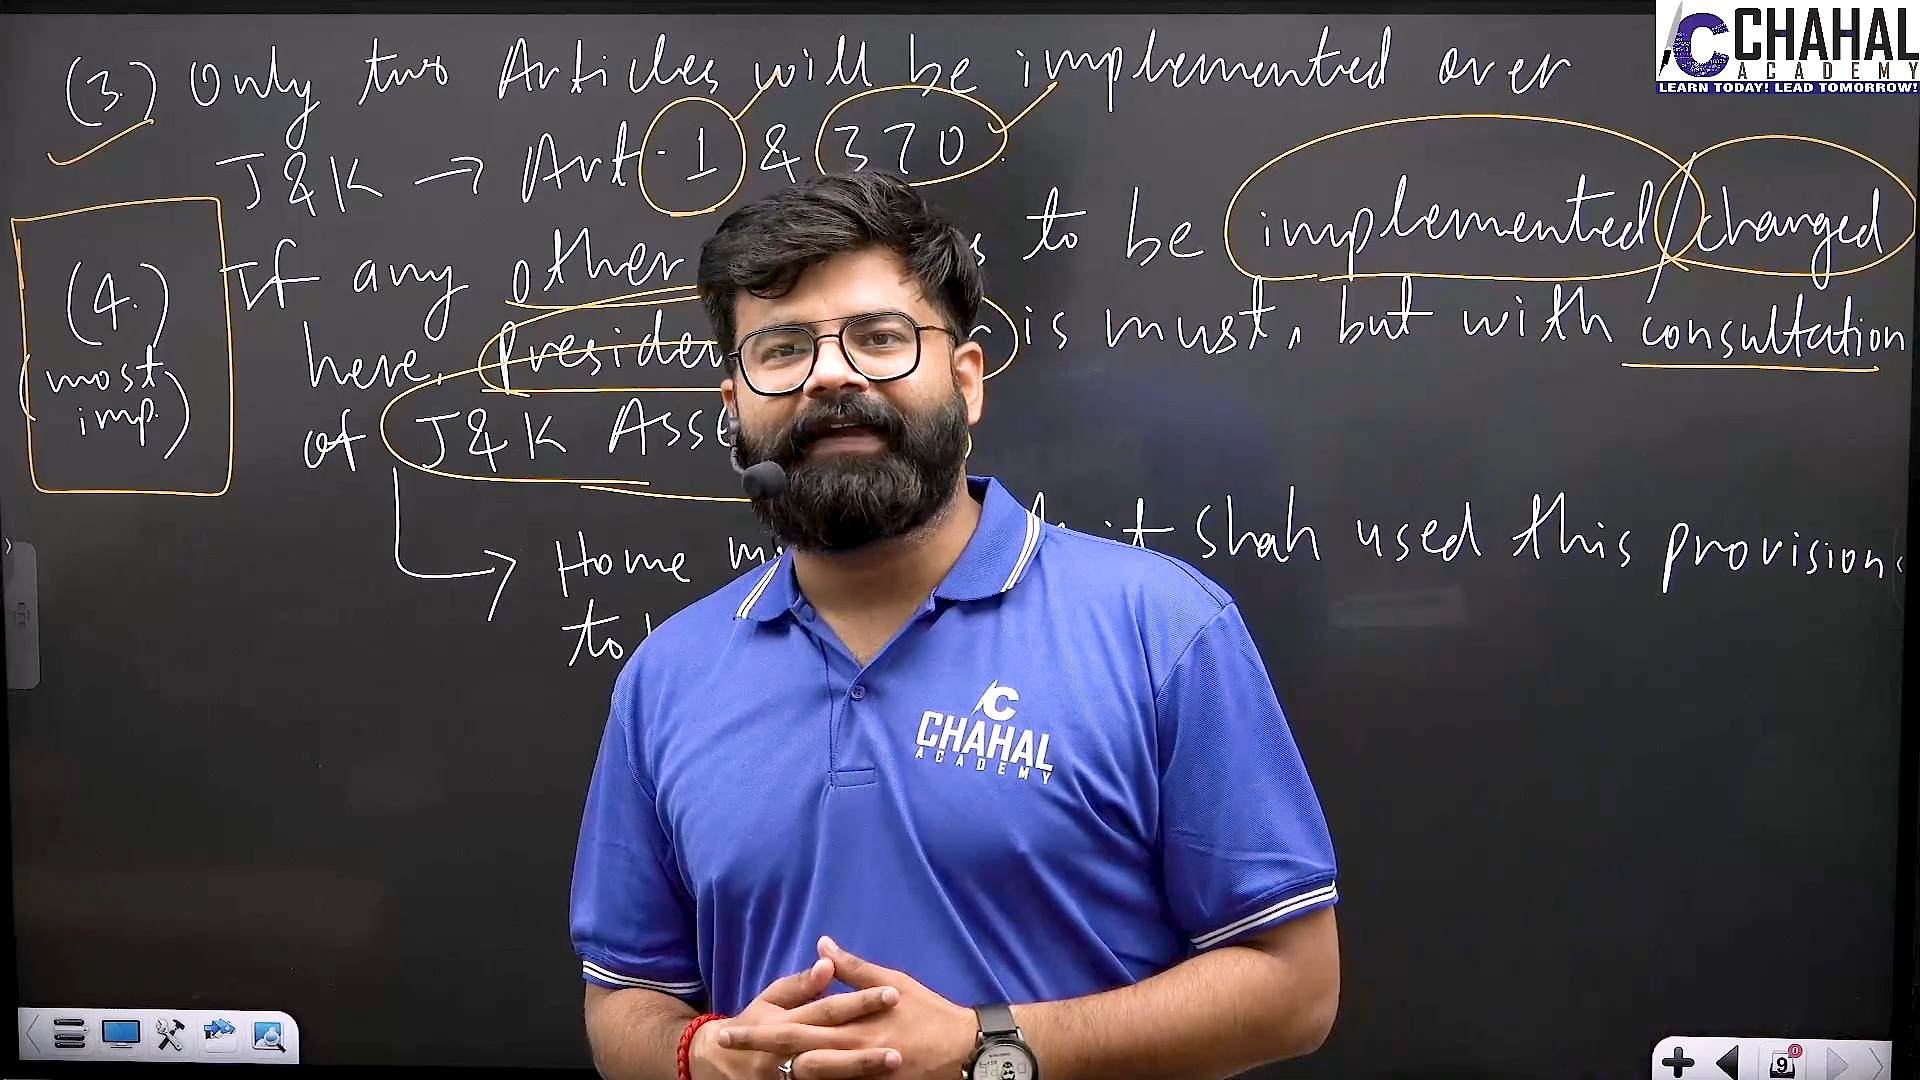 CHAHAL
ACADEMY
LEARN TODAY! LEAD TOMORROW!
(3.) Only two Articles will be implemented over
J&K → Art. 1 & 370.
(4.) (most imp.)
If any other to be implemented/changed
here, is must, but with consultation
of J&K
→ Home Shah used this provision
to
CHAHAL
ACADEMY
9